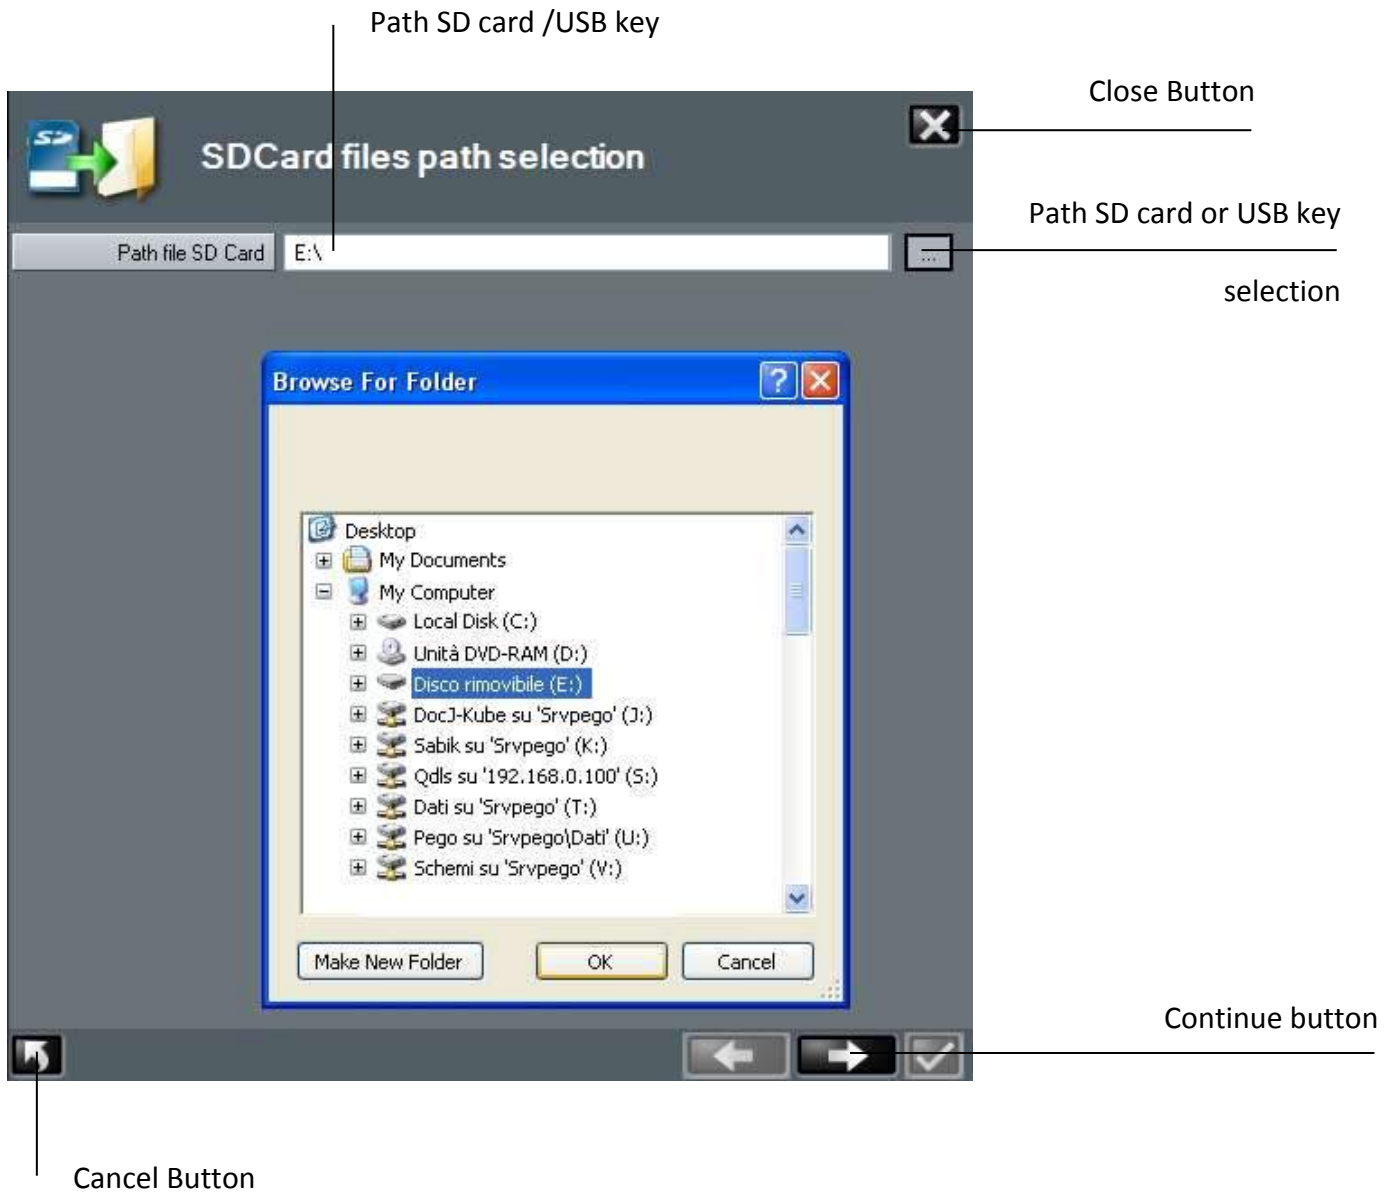 Path SD card /USB key
Close Button
SD
SDCard files path selection
Path SD card or USB key
selection
Path file SD Card
E:\
...
Browse For Folder
?
Desktop
My Documents
My Computer
Local Disk (C:)
Unità DVD-RAM (D:)
Disco rimovibile (E:)
DocJ-Kube su 'Srvpego' (J:)
Sabik su 'Srvpego' (K:)
Qdls su '192.168.0.100' (S:)
Dati su 'Srvpego' (T:)
Pego su 'Srvpego\Dati' (U:)
Schemi su 'Srvpego' (V:)
Make New Folder
OK
Cancel
Continue button
Cancel Button